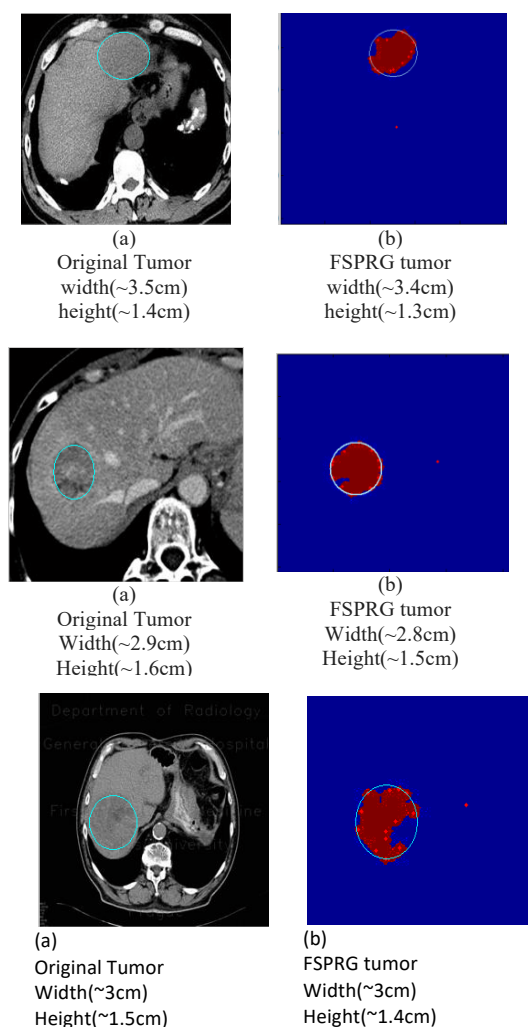 (a)
Original Tumor
width(~3.5cm)
height(~1.4cm)
(b)
FSPRG tumor
width(~3.4cm)
height(~1.3cm)
(a)
Original Tumor
Width(~2.9cm)
Height(~1.6cm)
(b)
FSPRG tumor
Width(~2.8cm)
Height(~1.5cm)
Department of Radiology
General Hospital
(a)
Original Tumor
Width(~3cm)
Height(~1.5cm)
(b)
FSPRG tumor
Width(~3cm)
Height(~1.4cm)